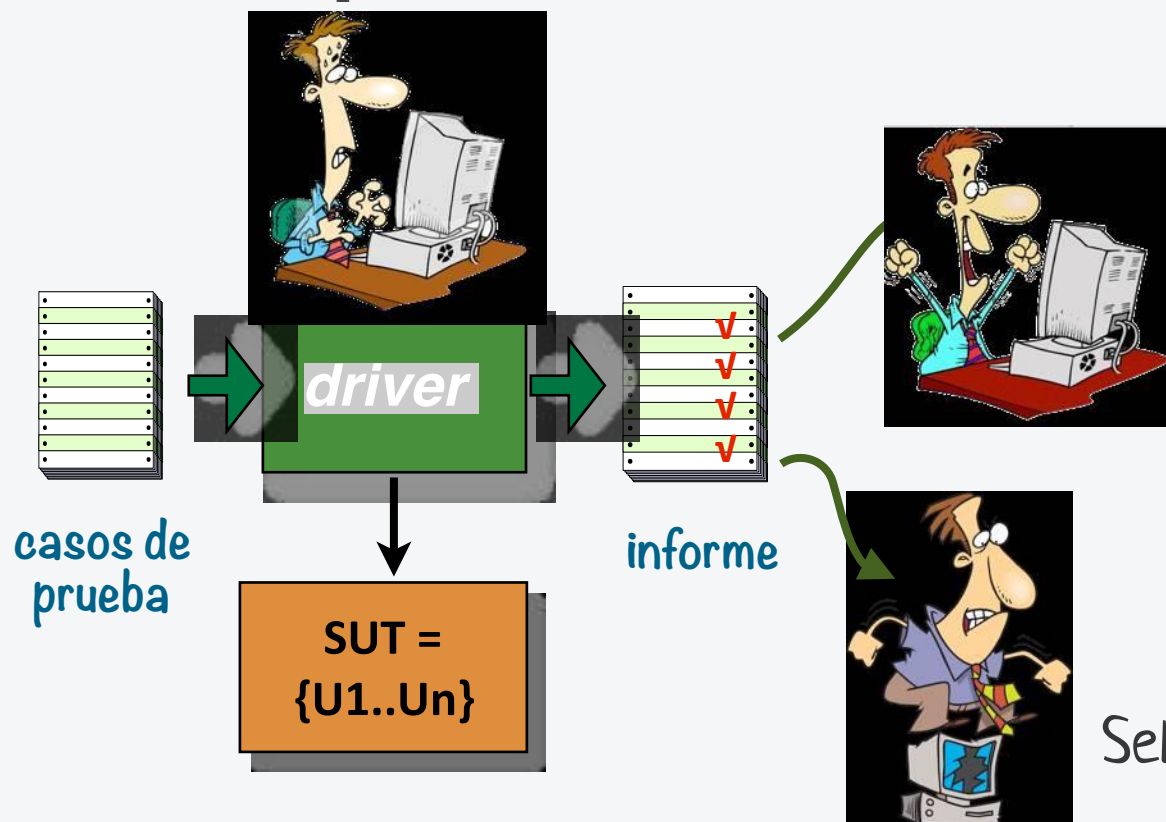 driver
√
√
√
√
casos de
prueba
informe
SUT =
{U1..Un}